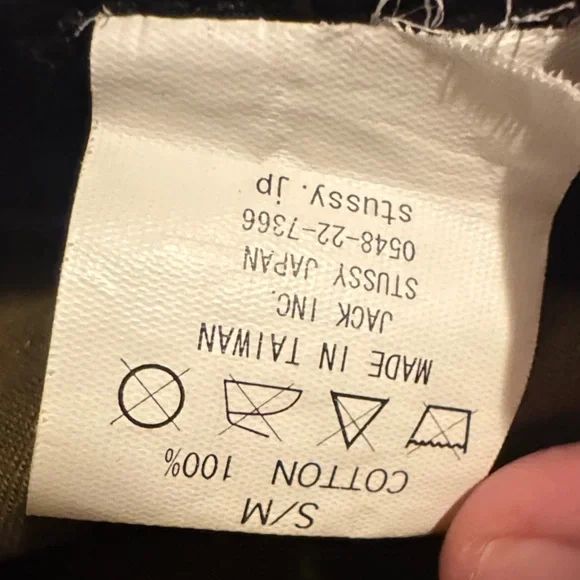 S/M
COTTON 100%
MADE IN TAIWAN
JACK INC.
STUSSY JAPAN
0548-22-7366
stussy.jp